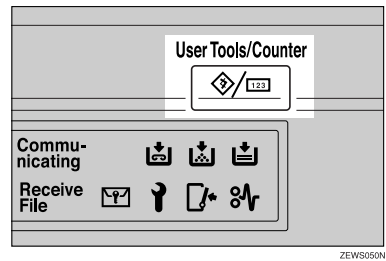 User Tools/Counter
123
Commu-
nicating
Receive
File
ZEWS050N